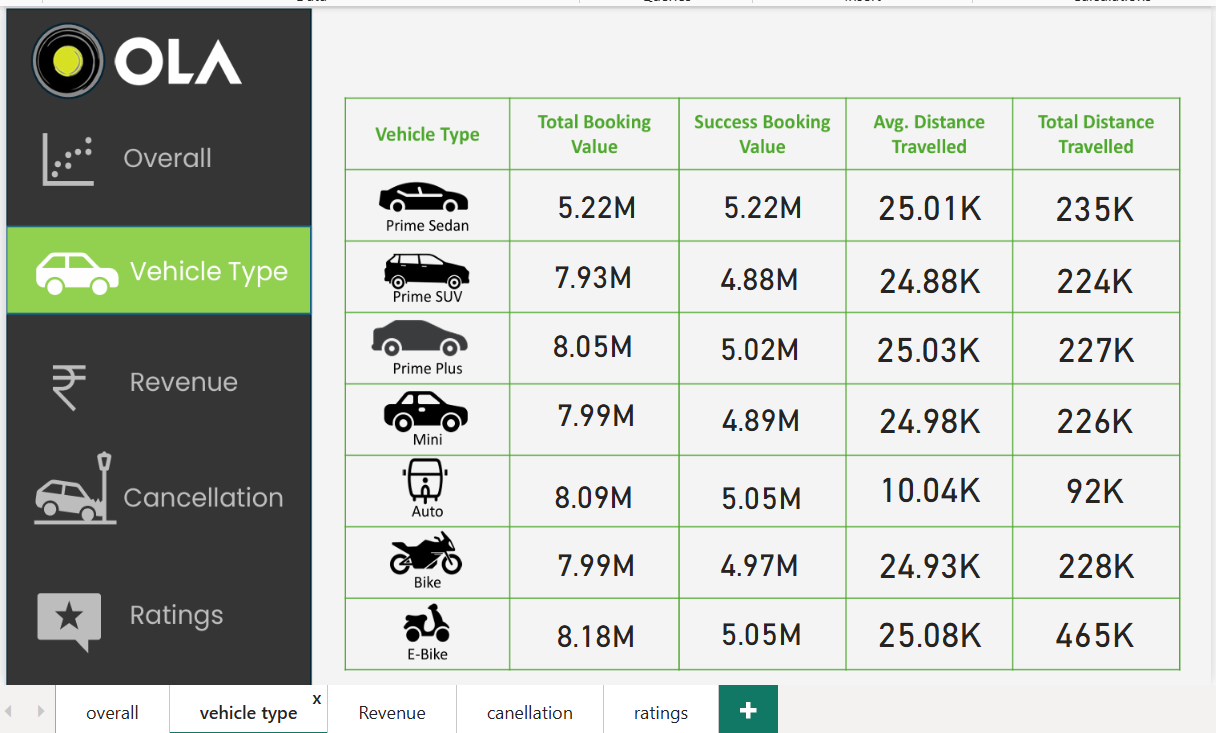 OLA
Overall
Vehicle Type
Revenue
Cancellation
Ratings
Vehicle Type Total Booking Value Success Booking Value Avg. Distance Travelled Total Distance Travelled
Prime Sedan 5.22M 5.22M 25.01K 235K
Prime SUV 7.93M 4.88M 24.88K 224K
Prime Plus 8.05M 5.02M 25.03K 227K
Mini 7.99M 4.89M 24.98K 226K
Auto 8.09M 5.05M 10.04K 92K
Bike 7.99M 4.97M 24.93K 228K
E-Bike 8.18M 5.05M 25.08K 465K
overall vehicle type x Revenue canellation ratings +